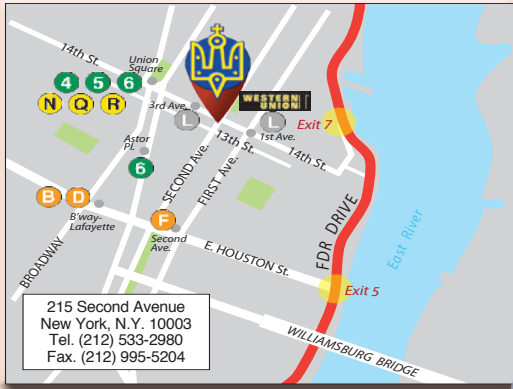 14th St.
Union
Square
4 5 6
N Q R
3rd Ave.
L
WESTERN
UNION
L
1st Ave.
Exit 7
13th St.
14th St.
Astor
Pl.
6
SECOND Ave.
FIRST Ave.
B D
B'way-
Lafayette
F
Second
Ave.
BROADWAY
E. HOUSTON St.
FDR DRIVE
East River
Exit 5
WILLIAMSBURG BRIDGE
215 Second Avenue
New York, N.Y. 10003
Tel. (212) 533-2980
Fax. (212) 995-5204